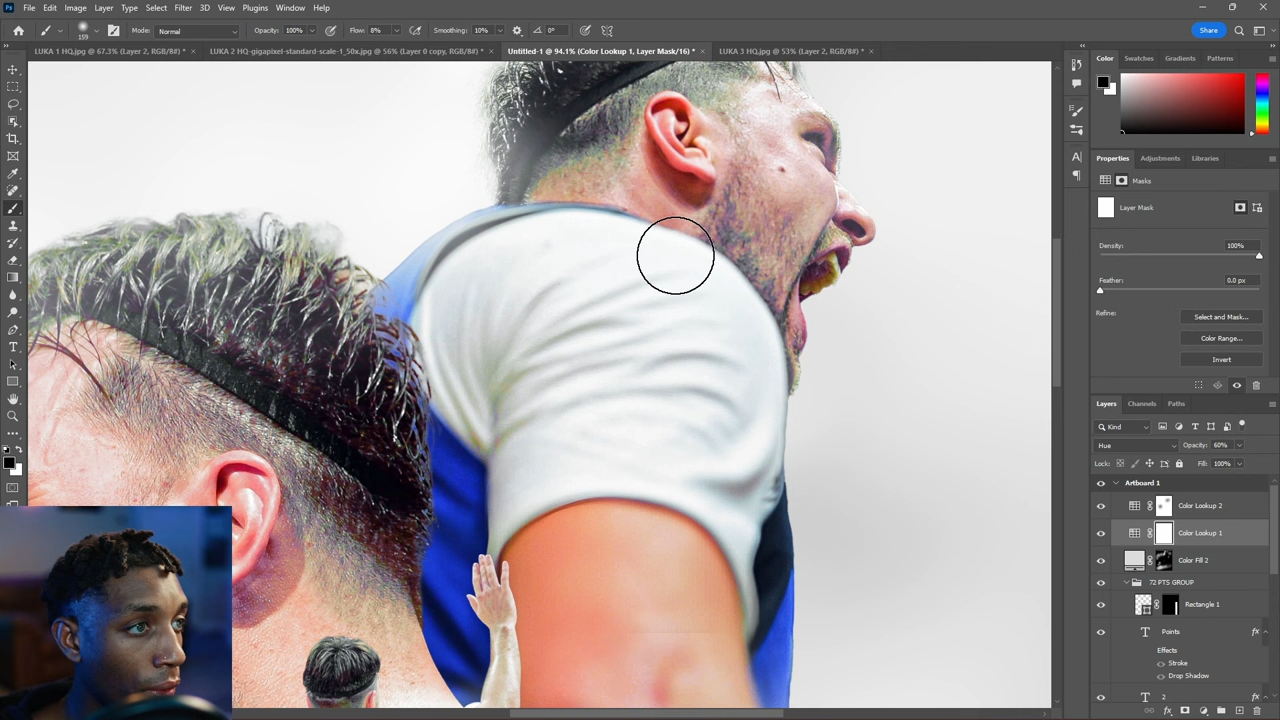 Ps File Edit Image Layer Type Select Filter 3D View Plugins Window Help
159 Mode: Normal Opacity: 100% Flow: 8% Smoothing: 10% 0° Share
LUKA 1 HQ.jpg @ 67.3% (Layer 2, RGB/8#) * × LUKA 2 HQ-gigapixel-standard-scale-1_50x.jpg @ 56% (Layer 0 copy, RGB/8#) * × Untitled-1 @ 94.1% (Color Lookup 1, Layer Mask/16) * × LUKA 3 HQ.jpg @ 53% (Layer 2, RGB/8#) * ×
Color Swatches Gradients Patterns
Properties Adjustments Libraries
Masks
Layer Mask
Density: 100%
Feather: 0.0 px
Refine: Select and Mask...
Color Range...
Invert
Layers Channels Paths
Kind
Hue Opacity: 60%
Lock: Fill: 100%
Artboard 1
Color Lookup 2
Color Lookup 1
Color Fill 2
72 PTS GROUP
Rectangle 1
T Points fx
Effects
Stroke
Drop Shadow
T 2 fx